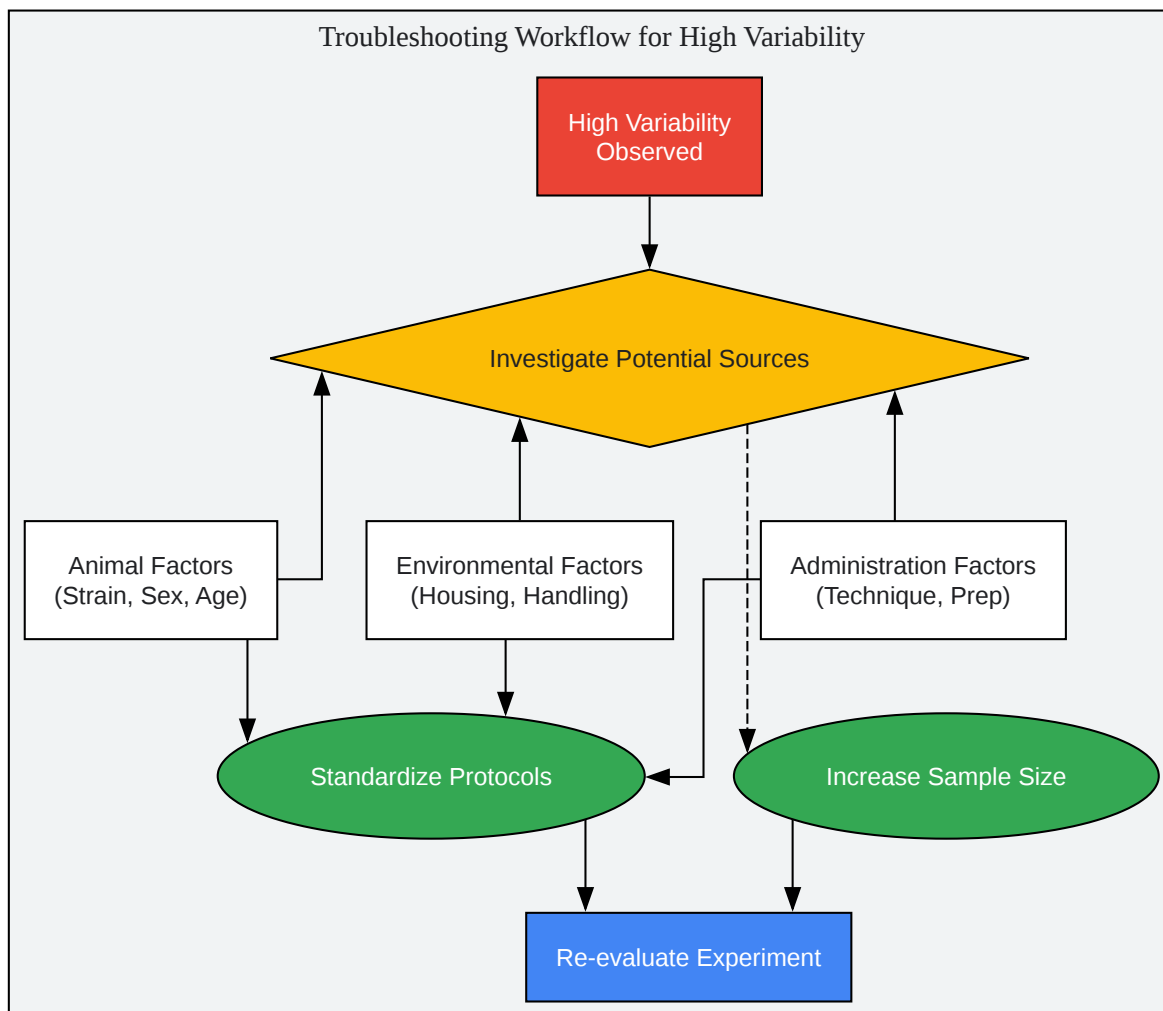 Troubleshooting Workflow for High Variability
High Variability
Observed
Investigate Potential Sources
Animal Factors
(Strain, Sex, Age)
Environmental Factors
(Housing, Handling)
Administration Factors
(Technique, Prep)
Standardize Protocols
Increase Sample Size
Re-evaluate Experiment